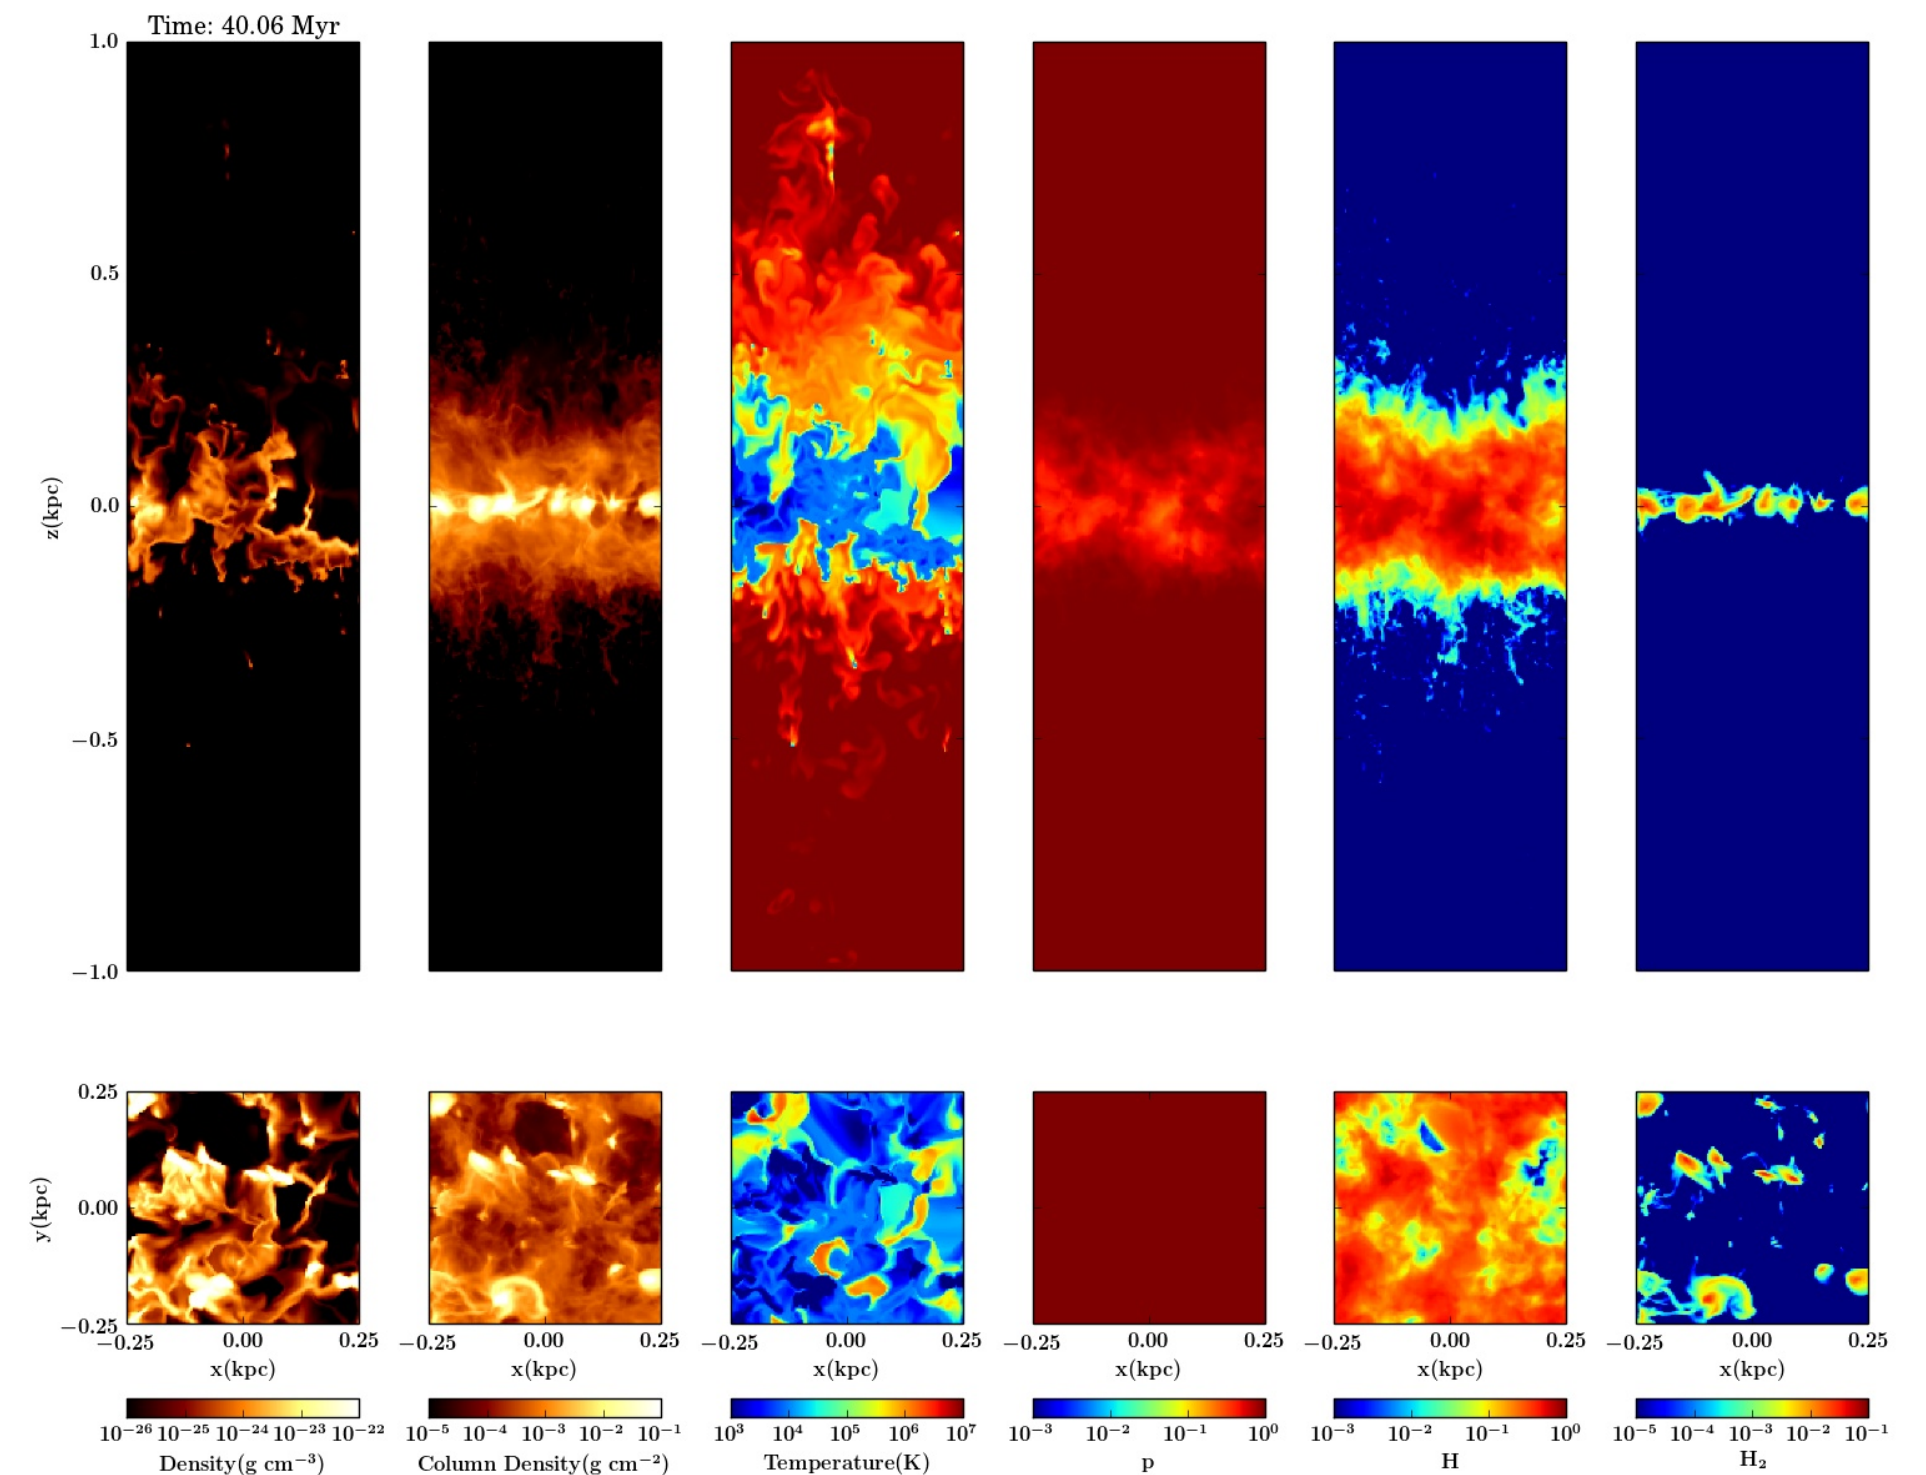 Time: 40.06 Myr
1.0
0.5
0.0
−0.5
−1.0
z(kpc)
0.25
0.00
−0.25
y(kpc)
−0.25 0.00 0.25 −0.25 0.00 0.25 −0.25 0.00 0.25 −0.25 0.00 0.25 −0.25 0.00 0.25 −0.25 0.00 0.25
x(kpc) x(kpc) x(kpc) x(kpc) x(kpc) x(kpc)
10⁻²⁶ 10⁻²⁵ 10⁻²⁴ 10⁻²³ 10⁻²² 10⁻⁵ 10⁻⁴ 10⁻³ 10⁻² 10⁻¹ 10³ 10⁴ 10⁵ 10⁶ 10⁷ 10⁻³ 10⁻² 10⁻¹ 10⁰ 10⁻³ 10⁻² 10⁻¹ 10⁰ 10⁻⁵ 10⁻⁴ 10⁻³ 10⁻² 10⁻¹
Density(g cm⁻³) Column Density(g cm⁻²) Temperature(K) p H H₂